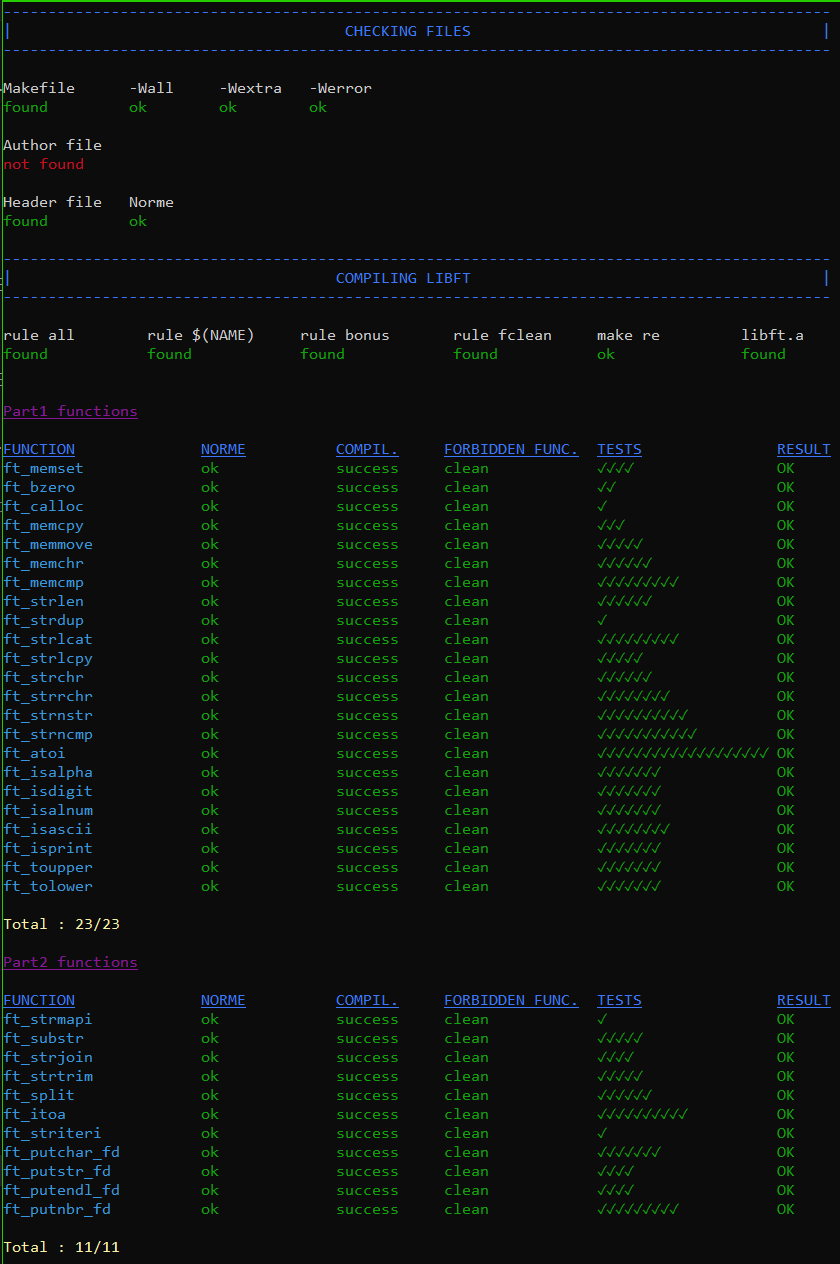 CHECKING FILES
Makefile -Wall -Wextra -Werror
found ok ok ok
Author file
not found
Header file Norme
found ok
COMPILING LIBFT
rule all rule $(NAME) rule bonus rule fclean make re libft.a
found found found found ok found
Part1 functions
FUNCTION NORME COMPIL. FORBIDDEN FUNC. TESTS RESULT
ft_memset ok success clean ✓✓✓✓ OK
ft_bzero ok success clean ✓✓ OK
ft_calloc ok success clean ✓ OK
ft_memcpy ok success clean ✓✓✓ OK
ft_memmove ok success clean ✓✓✓✓✓ OK
ft_memchr ok success clean ✓✓✓✓✓✓ OK
ft_memcmp ok success clean ✓✓✓✓✓✓✓✓✓ OK
ft_strlen ok success clean ✓✓✓✓✓✓ OK
ft_strdup ok success clean ✓ OK
ft_strlcat ok success clean ✓✓✓✓✓✓✓✓✓ OK
ft_strlcpy ok success clean ✓✓✓✓✓ OK
ft_strchr ok success clean ✓✓✓✓✓✓ OK
ft_strrchr ok success clean ✓✓✓✓✓✓✓✓ OK
ft_strnstr ok success clean ✓✓✓✓✓✓✓✓✓✓ OK
ft_strncmp ok success clean ✓✓✓✓✓✓✓✓✓✓✓ OK
ft_atoi ok success clean ✓✓✓✓✓✓✓✓✓✓✓✓✓✓✓✓✓✓✓ OK
ft_isalpha ok success clean ✓✓✓✓✓✓✓ OK
ft_isdigit ok success clean ✓✓✓✓✓✓✓ OK
ft_isalnum ok success clean ✓✓✓✓✓✓✓ OK
ft_isascii ok success clean ✓✓✓✓✓✓✓✓ OK
ft_isprint ok success clean ✓✓✓✓✓✓✓ OK
ft_toupper ok success clean ✓✓✓✓✓✓✓ OK
ft_tolower ok success clean ✓✓✓✓✓✓✓ OK
Total : 23/23
Part2 functions
FUNCTION NORME COMPIL. FORBIDDEN FUNC. TESTS RESULT
ft_strmapi ok success clean ✓ OK
ft_substr ok success clean ✓✓✓✓✓ OK
ft_strjoin ok success clean ✓✓✓✓ OK
ft_strtrim ok success clean ✓✓✓✓✓ OK
ft_split ok success clean ✓✓✓✓✓✓ OK
ft_itoa ok success clean ✓✓✓✓✓✓✓✓✓✓ OK
ft_striteri ok success clean ✓ OK
ft_putchar_fd ok success clean ✓✓✓✓✓✓✓ OK
ft_putstr_fd ok success clean ✓✓✓✓ OK
ft_putendl_fd ok success clean ✓✓✓✓ OK
ft_putnbr_fd ok success clean ✓✓✓✓✓✓✓✓✓ OK
Total : 11/11